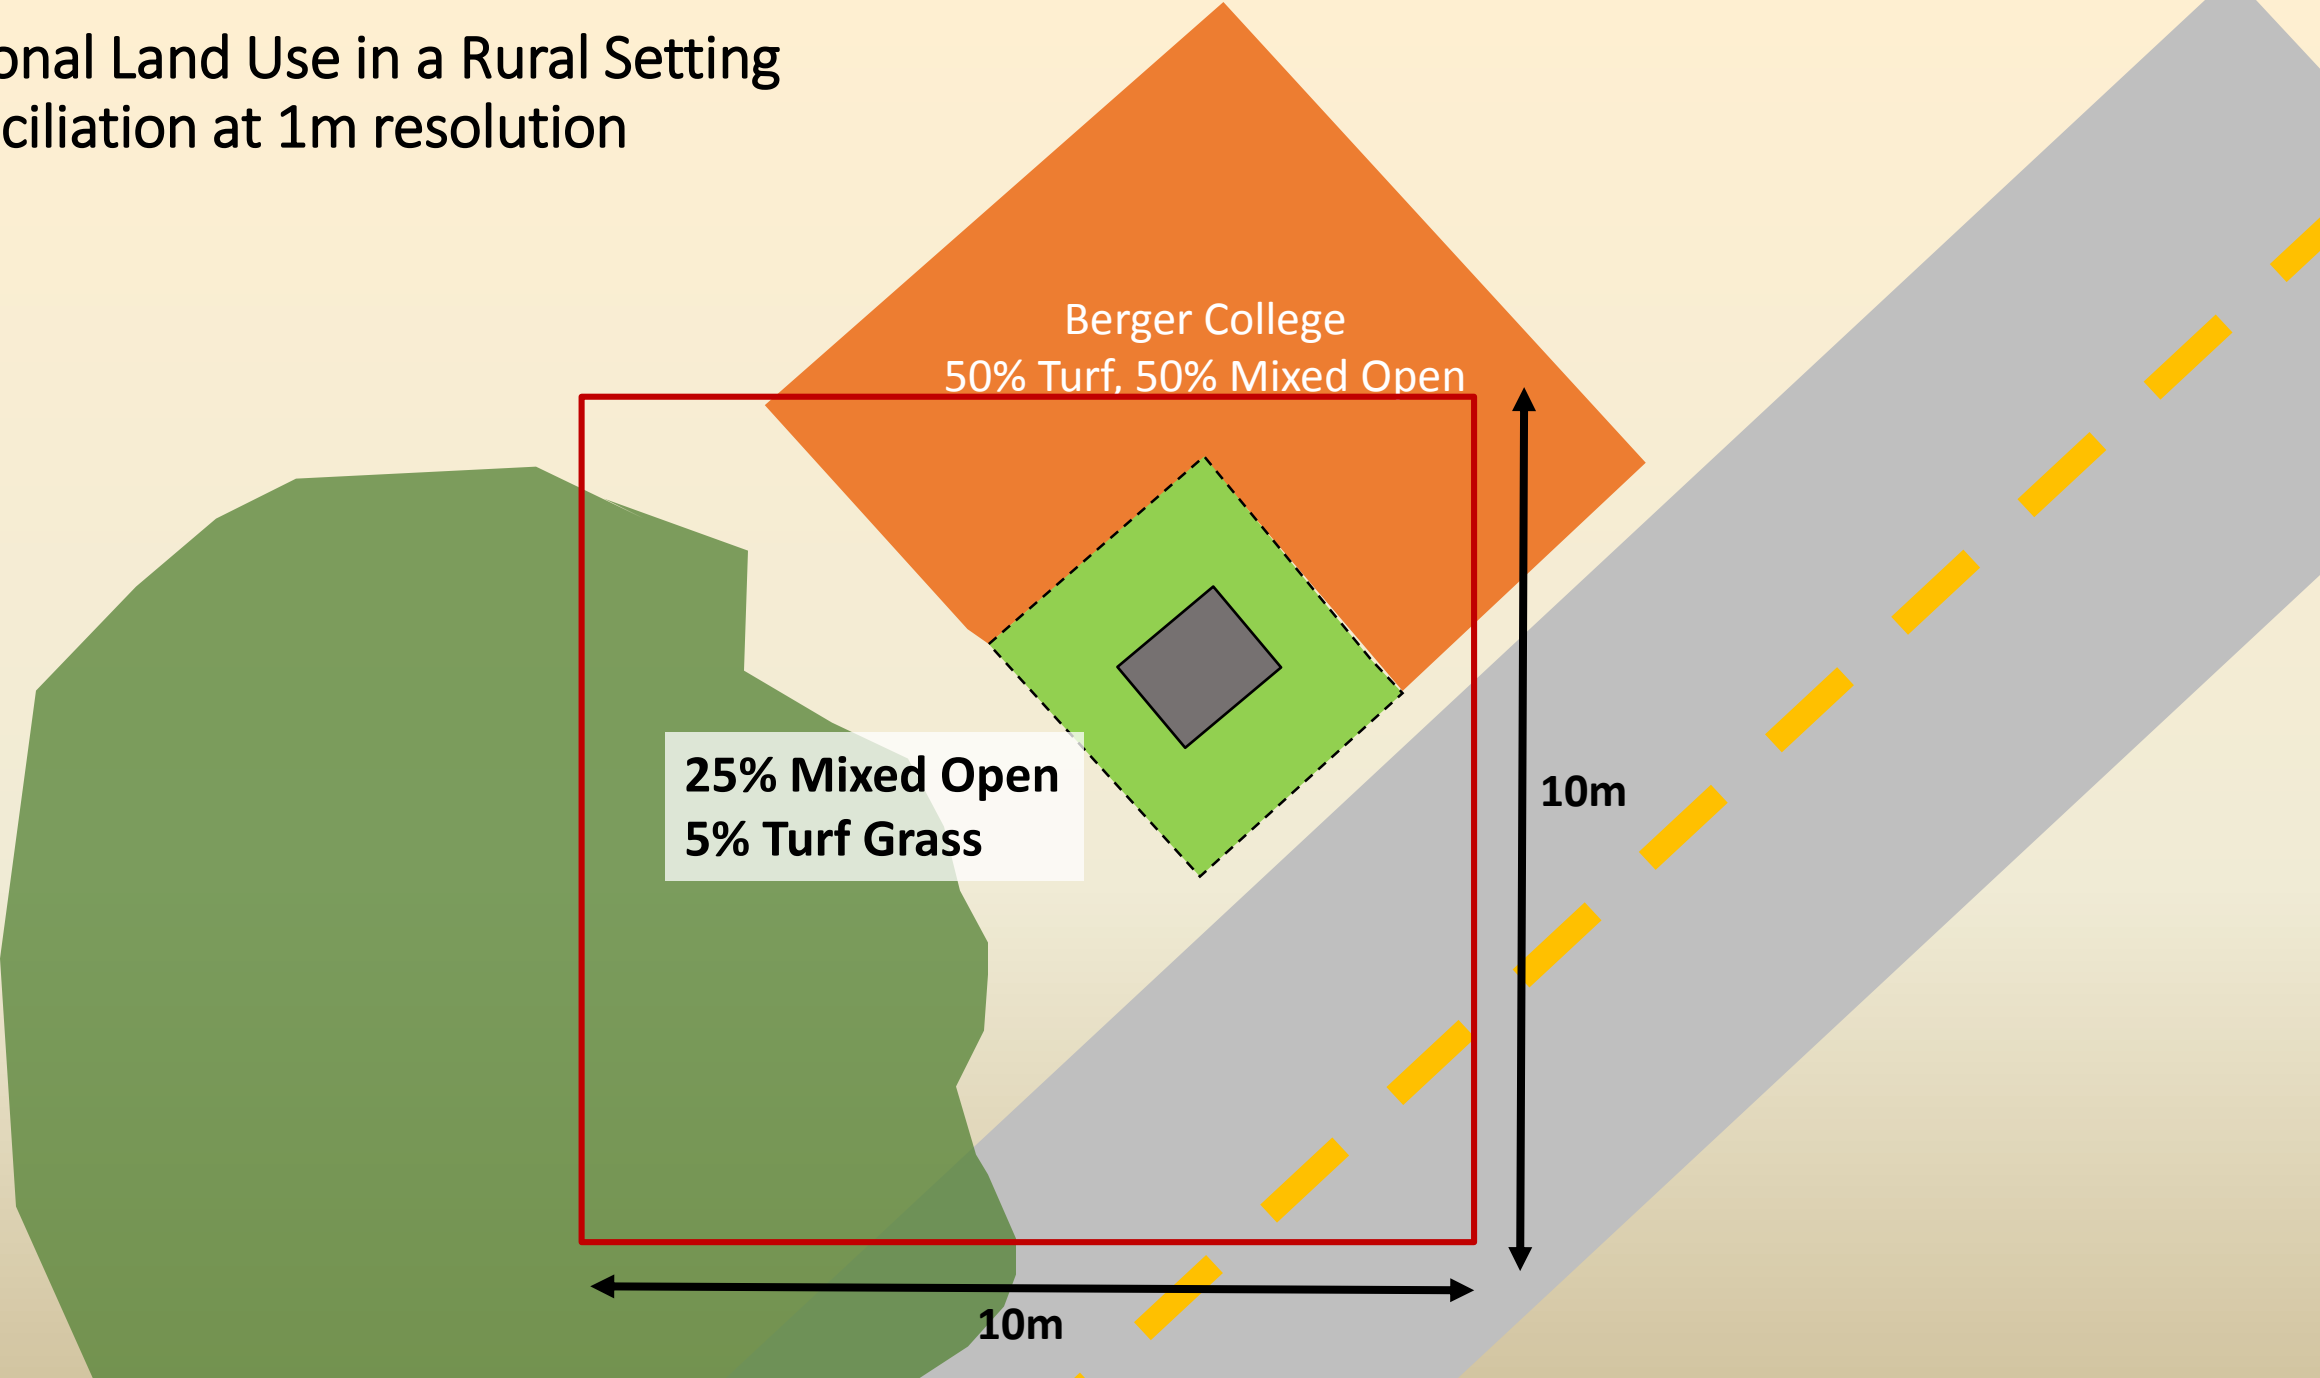 onal Land Use in a Rural Setting
ciliation at 1m resolution
Berger College
50% Turf, 50% Mixed Open
25% Mixed Open
5% Turf Grass
10m
10m